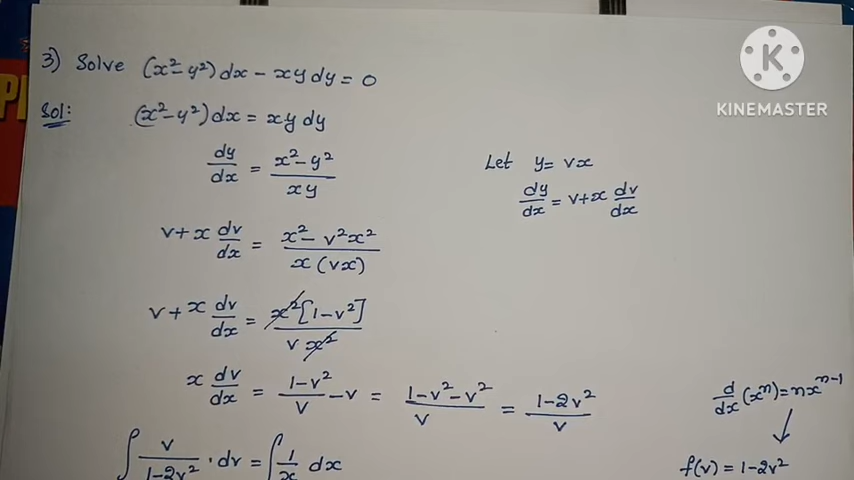 3) Solve (x²-y²)dx - xy dy = 0
KINEMASTER
Sol: (x²-y²)dx = xy dy
dy/dx = (x²-y²)/(xy)
Let y = vx
dy/dx = v+x dv/dx
v+x dv/dx = (x²-v²x²)/(x(vx))
v+x dv/dx = x²[1-v²]/(v x²)
x dv/dx = (1-v²)/v - v = (1-v²-v²)/v = (1-2v²)/v
d/dx (xⁿ) = nxⁿ⁻¹
∫ v/(1-2v²) · dv = ∫ 1/x dx
f(v) = 1-2v²